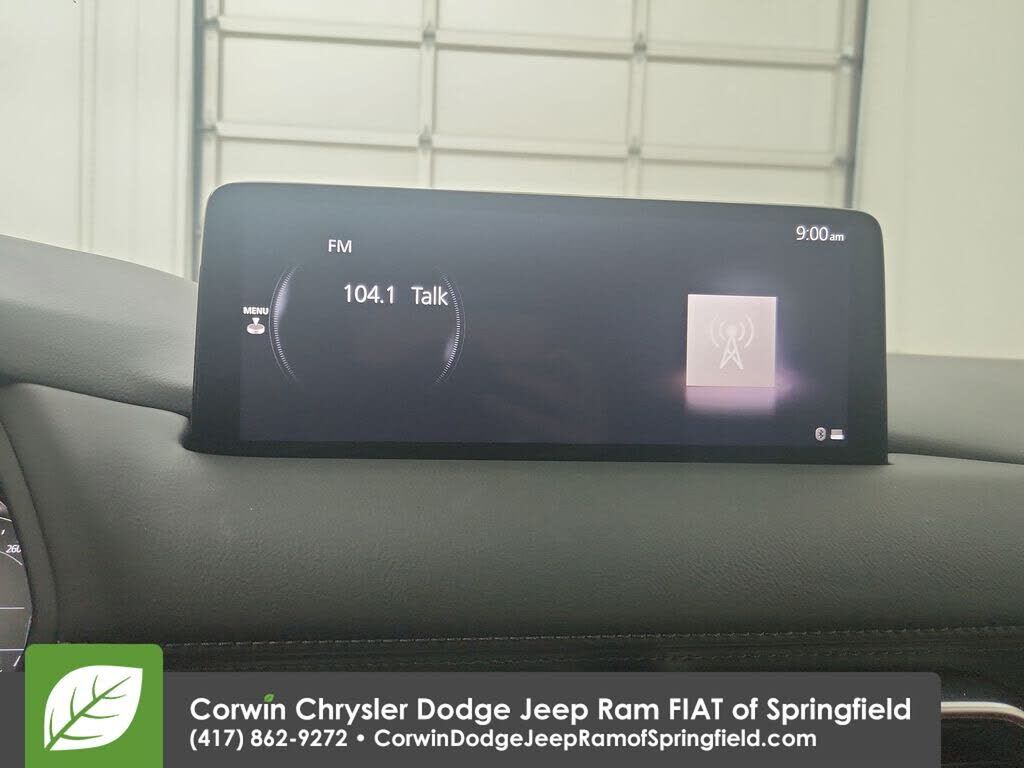 FM
9:00am
104.1 Talk
MENU
260
Corwin Chrysler Dodge Jeep Ram FIAT of Springfield
(417) 862-9272 • CorwinDodgeJeepRamofSpringfield.com